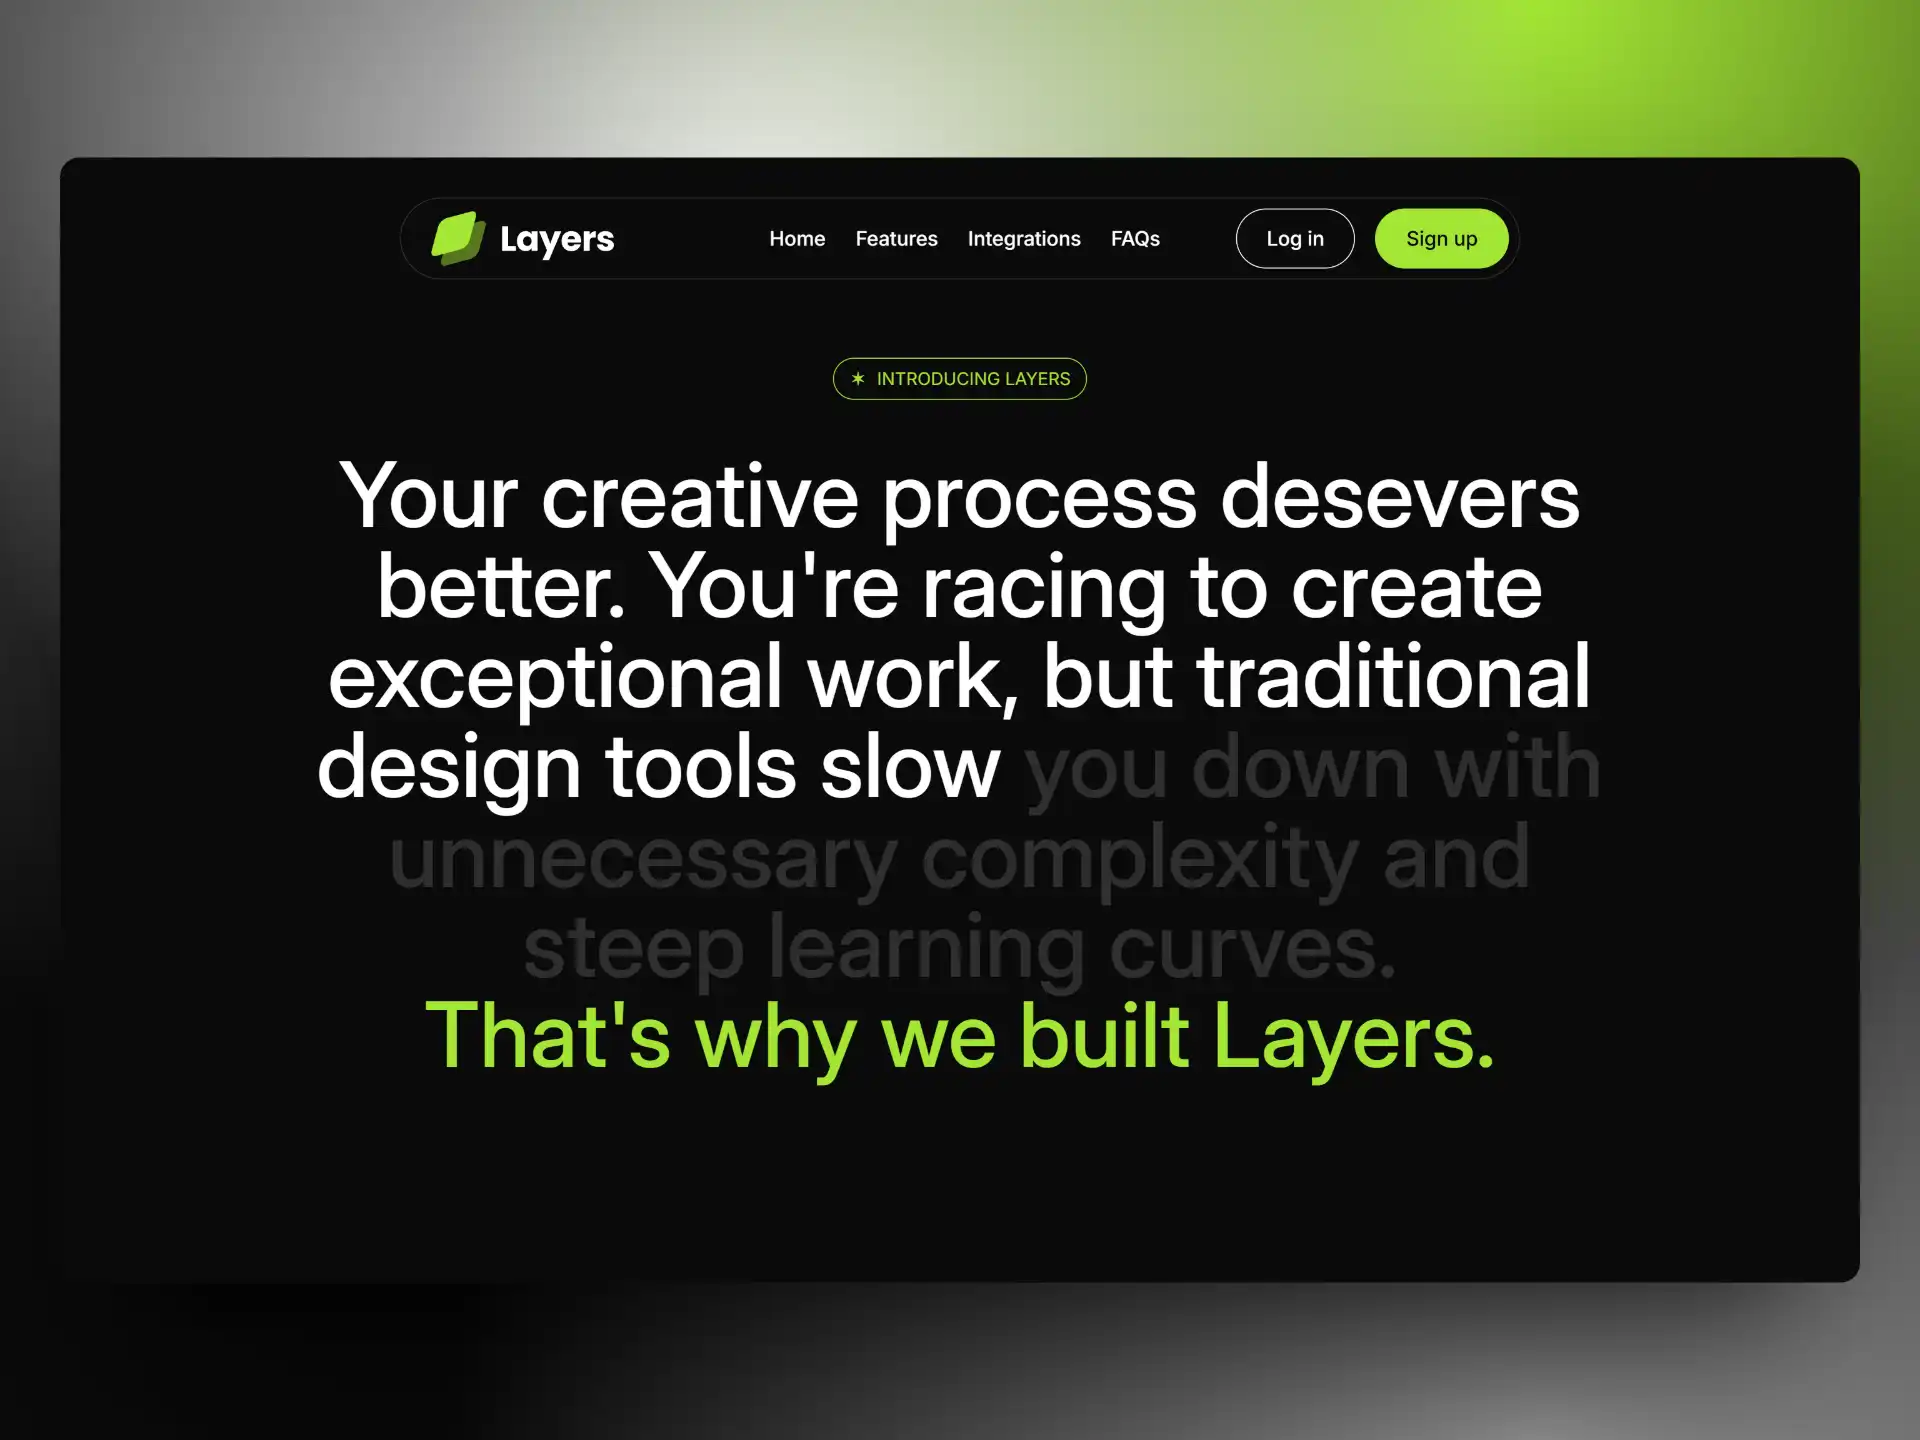 Layers
Home Features Integrations FAQs
Log in
Sign up
✶ INTRODUCING LAYERS
Your creative process desevers
better. You're racing to create
exceptional work, but traditional
design tools slow you down with
unnecessary complexity and
steep learning curves.
That's why we built Layers.